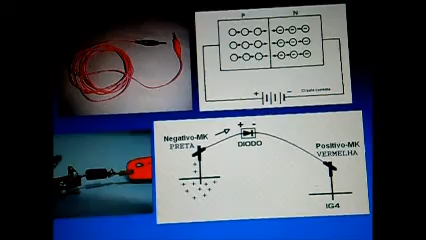 P N
+ -
Negativo-MK
PRETA
+ -
DIODO
Positivo-MK
VERMELHA
IG4